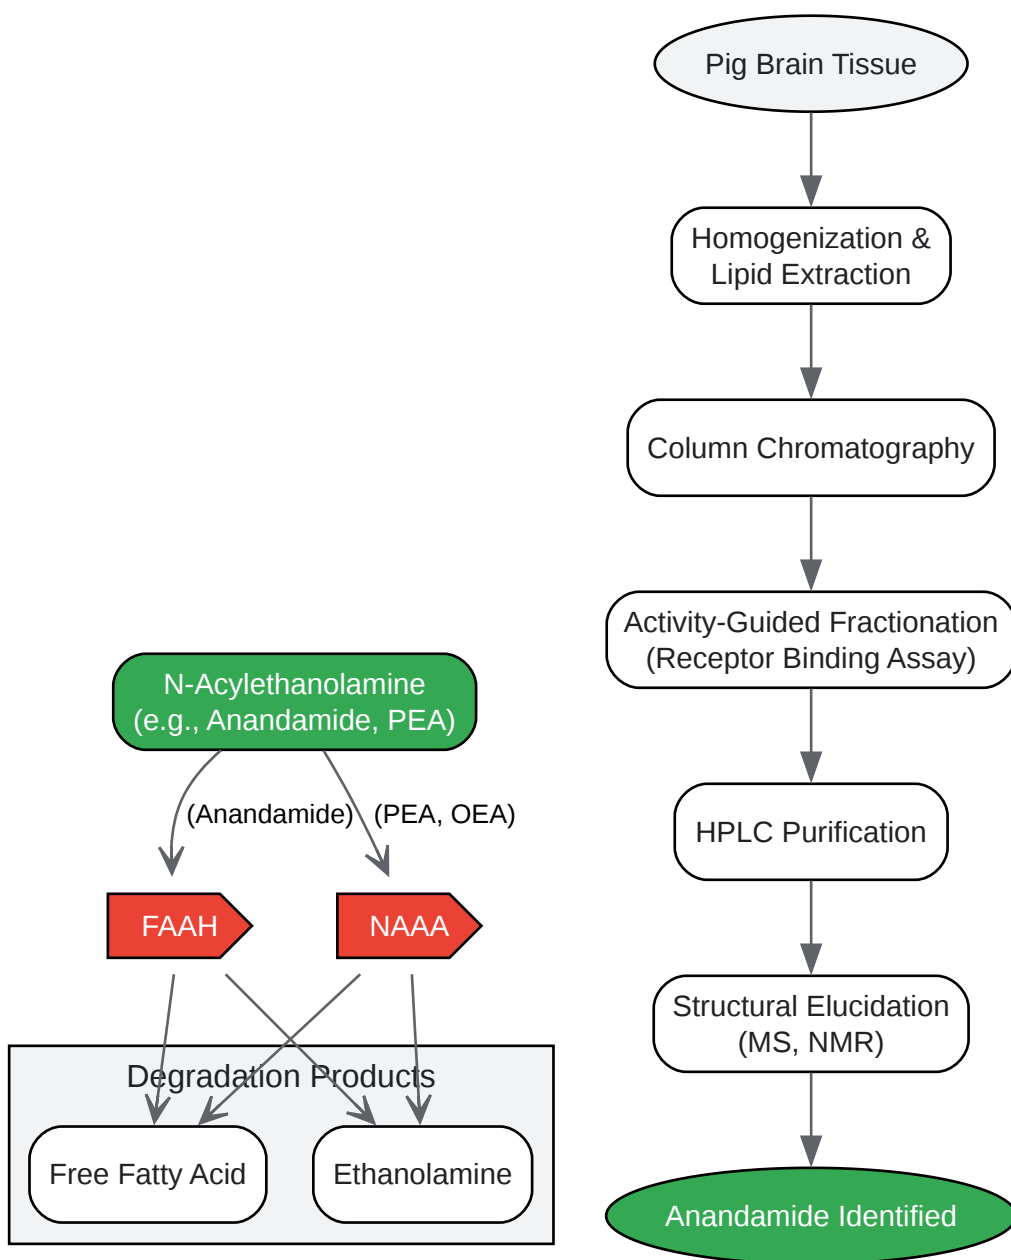 Pig Brain Tissue
Homogenization &
Lipid Extraction
Column Chromatography
Activity-Guided Fractionation
(Receptor Binding Assay)
HPLC Purification
Structural Elucidation
(MS, NMR)
Anandamide Identified
N-Acylethanolamine
(e.g., Anandamide, PEA)
(Anandamide)
(PEA, OEA)
FAAH
NAAA
Degradation Products
Free Fatty Acid
Ethanolamine